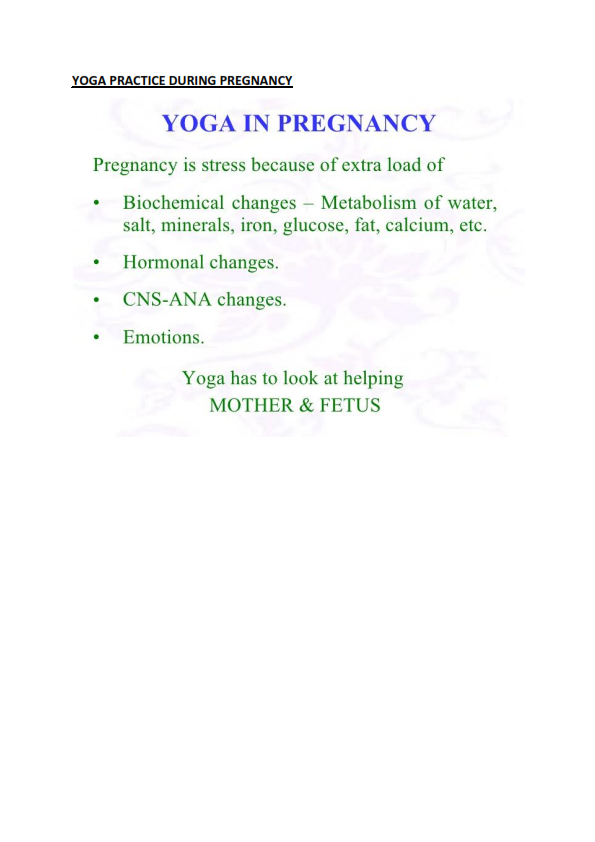 YOGA PRACTICE DURING PREGNANCY
YOGA IN PREGNANCY
Pregnancy is stress because of extra load of
• Biochemical changes – Metabolism of water,
salt, minerals, iron, glucose, fat, calcium, etc.
• Hormonal changes.
• CNS-ANA changes.
• Emotions.
Yoga has to look at helping
MOTHER & FETUS